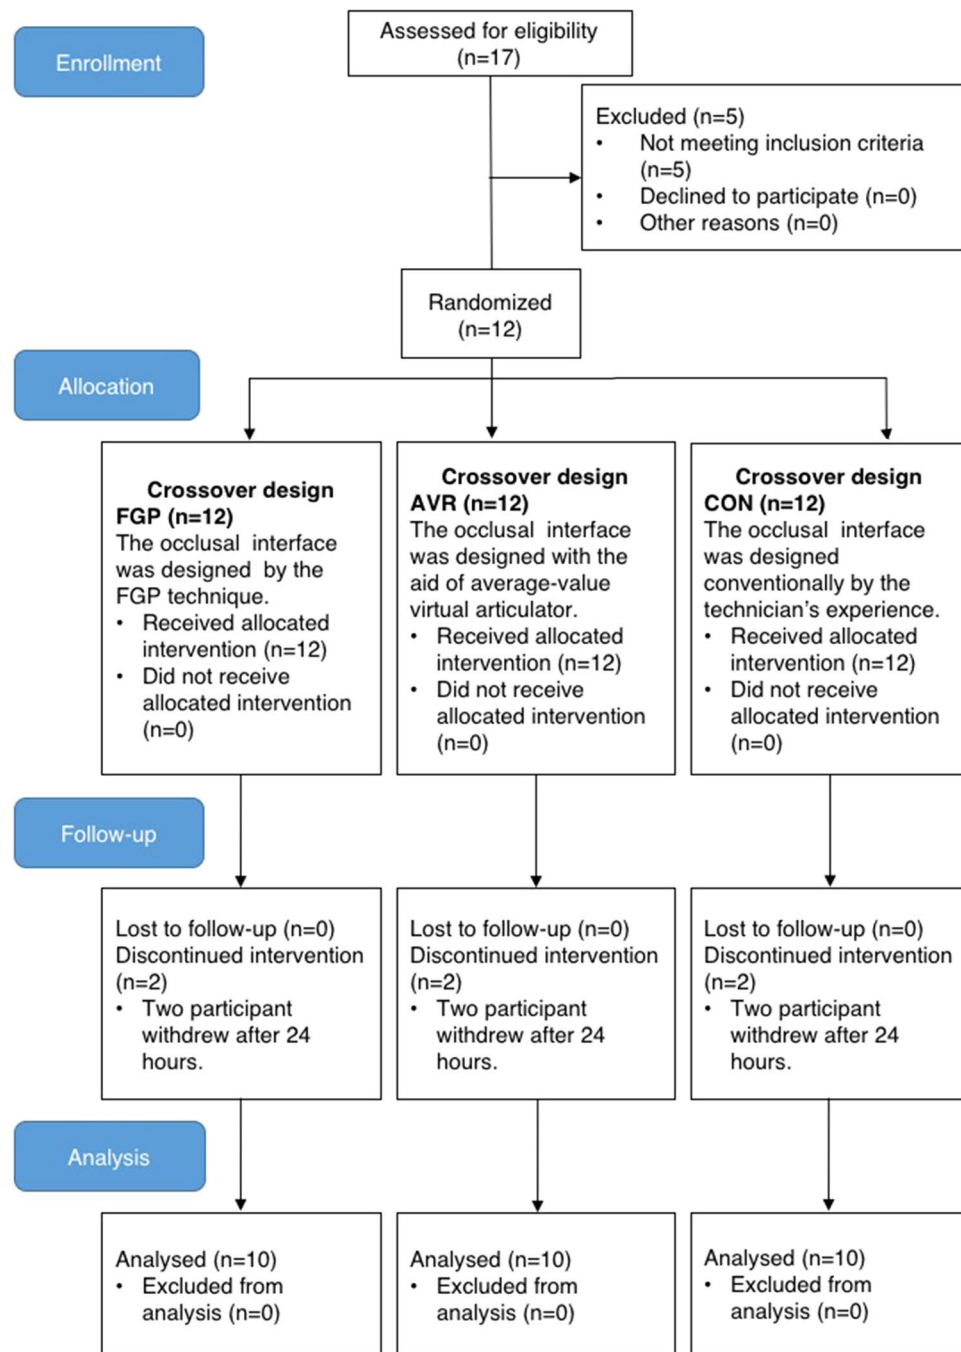 Enrollment
Assessed for eligibility
(n=17)
Excluded (n=5)
• Not meeting inclusion criteria
(n=5)
• Declined to participate (n=0)
• Other reasons (n=0)
Randomized
(n=12)
Allocation
Crossover design
FGP (n=12)
The occlusal interface
was designed by the
FGP technique.
• Received allocated
intervention (n=12)
• Did not receive
allocated intervention
(n=0)
Crossover design
AVR (n=12)
The occlusal interface
was designed with the
aid of average-value
virtual articulator.
• Received allocated
intervention (n=12)
• Did not receive
allocated intervention
(n=0)
Crossover design
CON (n=12)
The occlusal interface
was designed
conventionally by the
technician's experience.
• Received allocated
intervention (n=12)
• Did not receive
allocated intervention
(n=0)
Follow-up
Lost to follow-up (n=0)
Discontinued intervention
(n=2)
• Two participant
withdrew after 24
hours.
Lost to follow-up (n=0)
Discontinued intervention
(n=2)
• Two participant
withdrew after 24
hours.
Lost to follow-up (n=0)
Discontinued intervention
(n=2)
• Two participant
withdrew after 24
hours.
Analysis
Analysed (n=10)
• Excluded from
analysis (n=0)
Analysed (n=10)
• Excluded from
analysis (n=0)
Analysed (n=10)
• Excluded from
analysis (n=0)